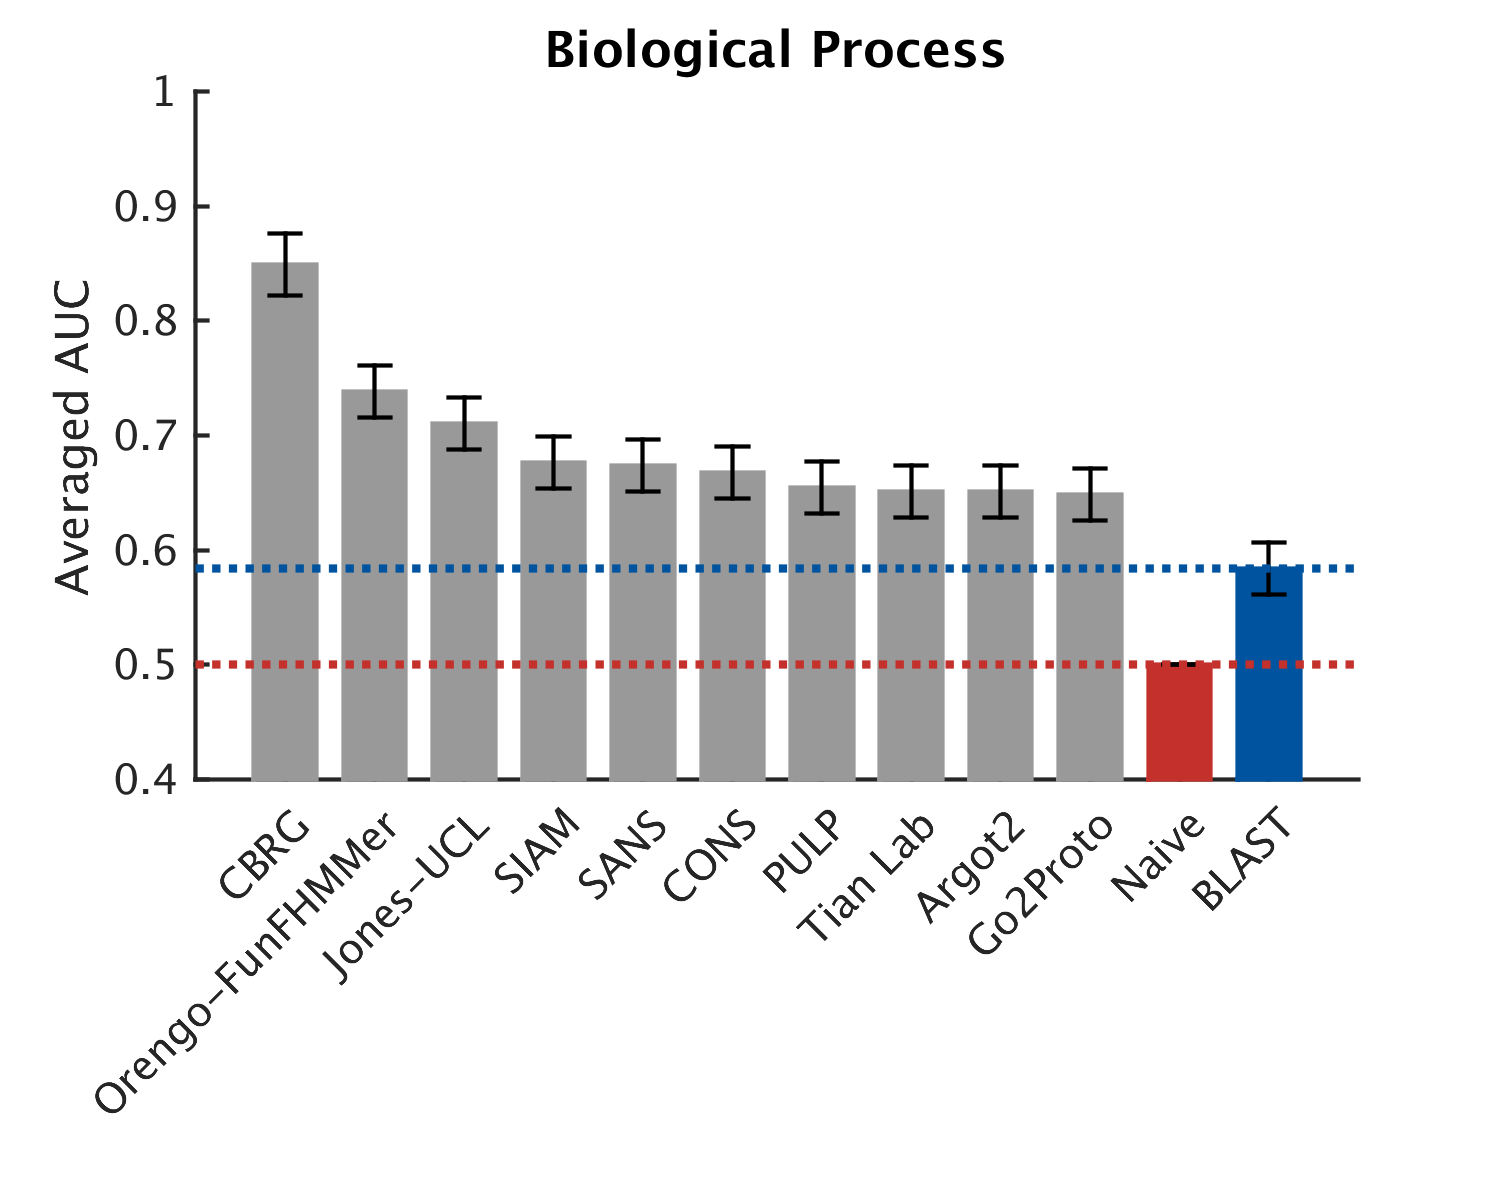 Biological Process
Averaged AUC
1
0.9
0.8
0.7
0.6
0.5
0.4
CBRG
Orengo-FunFHMMer
Jones-UCL
SIAM
SANS
CONS
PULP
Tian Lab
Argot2
Go2Proto
Naive
BLAST